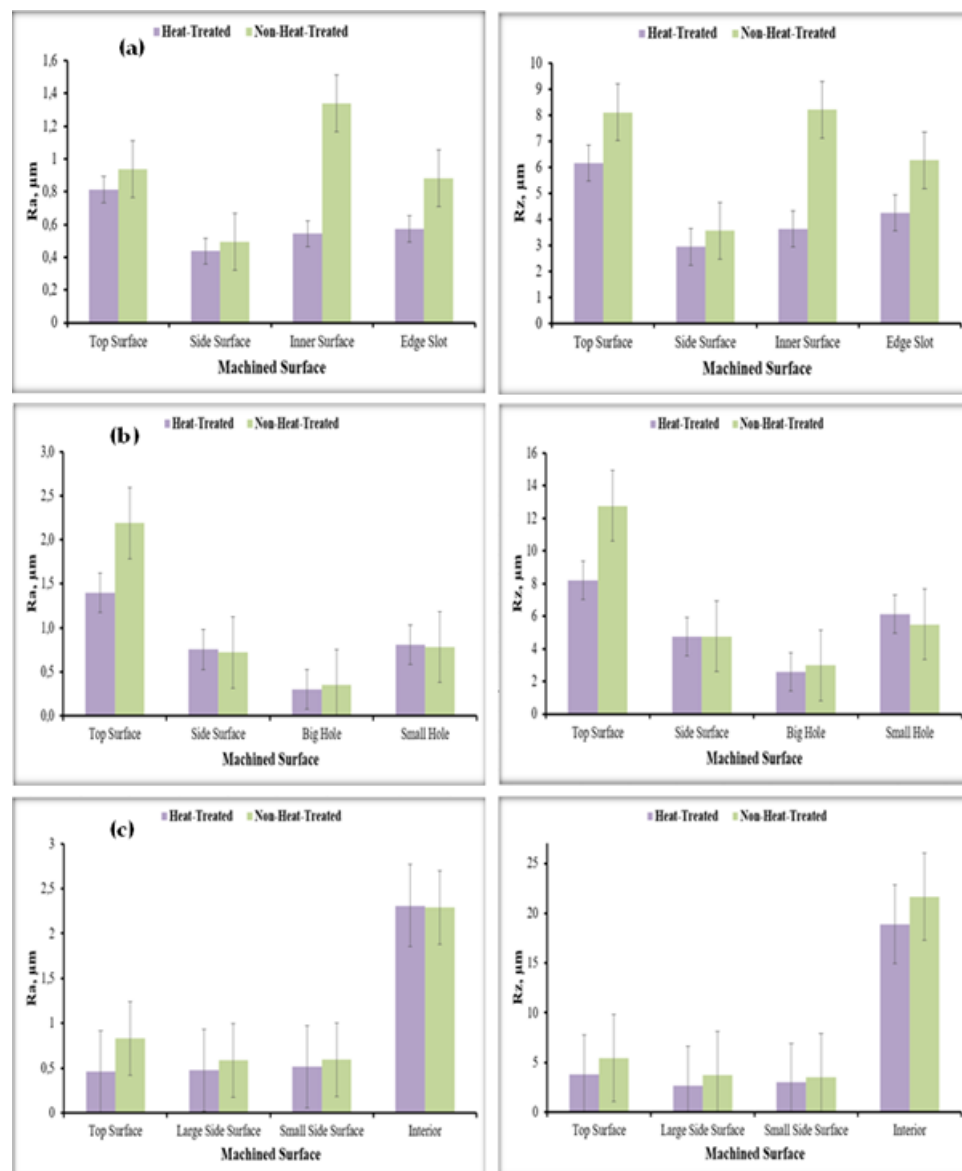 (a)
Heat-Treated Non-Heat-Treated
1,6
1,4
1,2
1
0,8
0,6
0,4
0,2
0
Ra, µm
Top Surface Side Surface Inner Surface Edge Slot
Machined Surface
Heat-Treated Non-Heat-Treated
10
9
8
7
6
5
4
3
2
1
0
Rz, µm
Top Surface Side Surface Inner Surface Edge Slot
Machined Surface
(b)
Heat-Treated Non-Heat-Treated
3,0
2,5
2,0
1,5
1,0
0,5
0,0
Ra, µm
Top Surface Side Surface Big Hole Small Hole
Machined Surface
Heat-Treated Non-Heat-Treated
16
14
12
10
8
6
4
2
0
Rz, µm
Top Surface Side Surface Big Hole Small Hole
Machined Surface
(c)
Heat-Treated Non-Heat-Treated
3
2,5
2
1,5
1
0,5
0
Ra, µm
Top Surface Large Side Surface Small Side Surface Interior
Machined Surface
Heat-Treated Non-Heat-Treated
25
20
15
10
5
0
Rz, µm
Top Surface Large Side Surface Small Side Surface Interior
Machined Surface